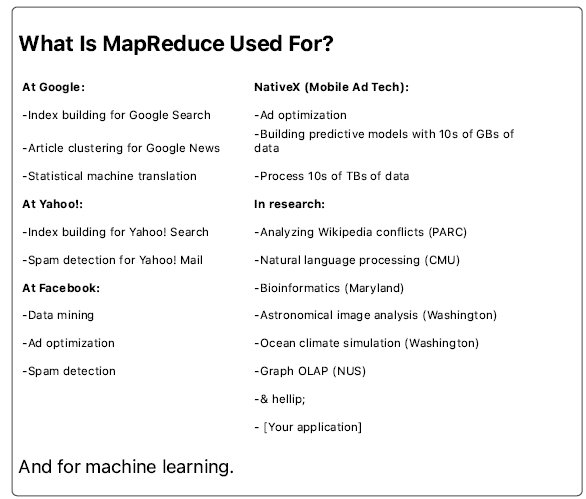 What Is MapReduce Used For?
At Google:
-Index building for Google Search
-Article clustering for Google News
-Statistical machine translation
At Yahoo!:
-Index building for Yahoo! Search
-Spam detection for Yahoo! Mail
At Facebook:
-Data mining
-Ad optimization
-Spam detection
NativeX (Mobile Ad Tech):
-Ad optimization
-Building predictive models with 10s of GBs of
data
-Process 10s of TBs of data
In research:
-Analyzing Wikipedia conflicts (PARC)
-Natural language processing (CMU)
-Bioinformatics (Maryland)
-Astronomical image analysis (Washington)
-Ocean climate simulation (Washington)
-Graph OLAP (NUS)
-& hellip;
- [Your application]
And for machine learning.